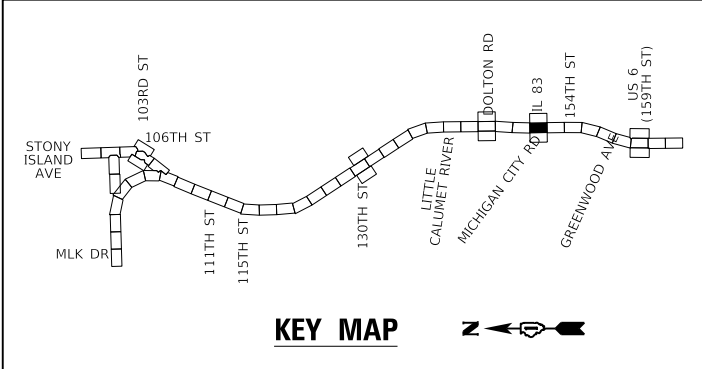 103RD ST
106TH ST
STONY
ISLAND
AVE
MLK DR
111TH ST
115TH ST
130TH ST
LITTLE
CALUMET RIVER
DOLTON RD
MICHIGAN CITY RD
IL 83
154TH ST
GREENWOOD AVE
US 6
(159TH ST)
KEY MAP
N